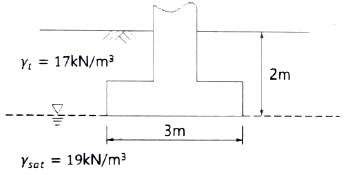 γt = 17kN/m³
2m
3m
γsat = 19kN/m³